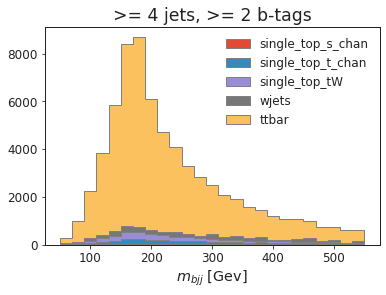 >= 4 jets, >= 2 b-tags
single_top_s_chan
single_top_t_chan
single_top_tW
wjets
ttbar
8000
6000
4000
2000
0
100 200 300 400 500
m_{bjj} [Gev]